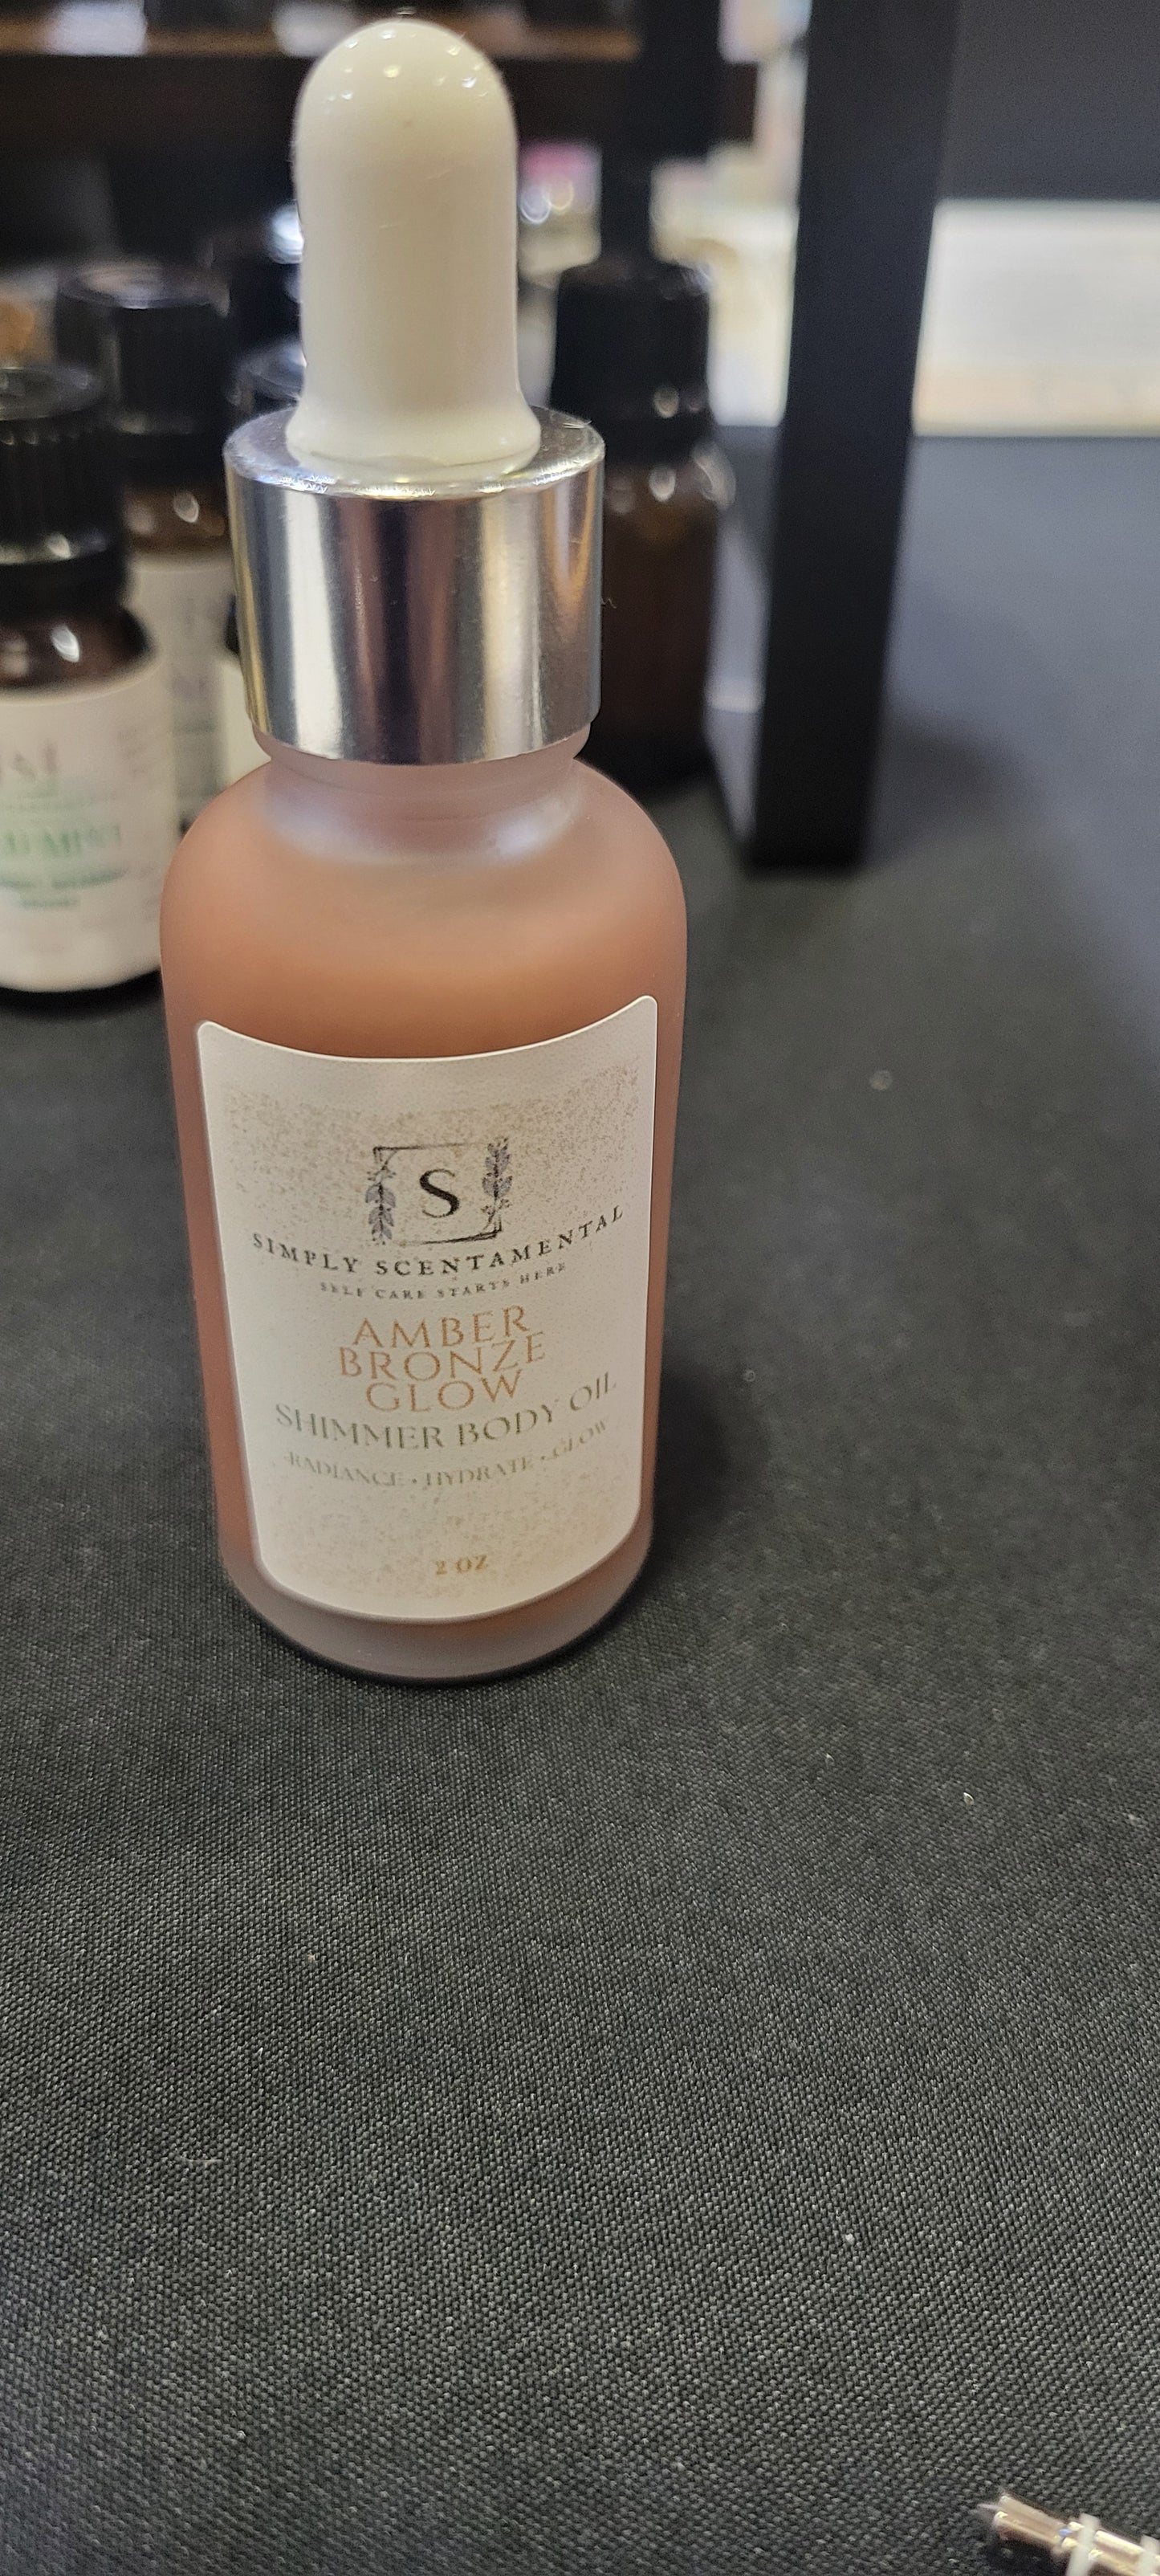 S
SIMPLY SCENTAMENTAL
SELF CARE STARTS HERE
AMBER
BRONZE
GLOW
SHIMMER BODY OIL
RADIANCE • HYDRATE • GLOW
2 OZ